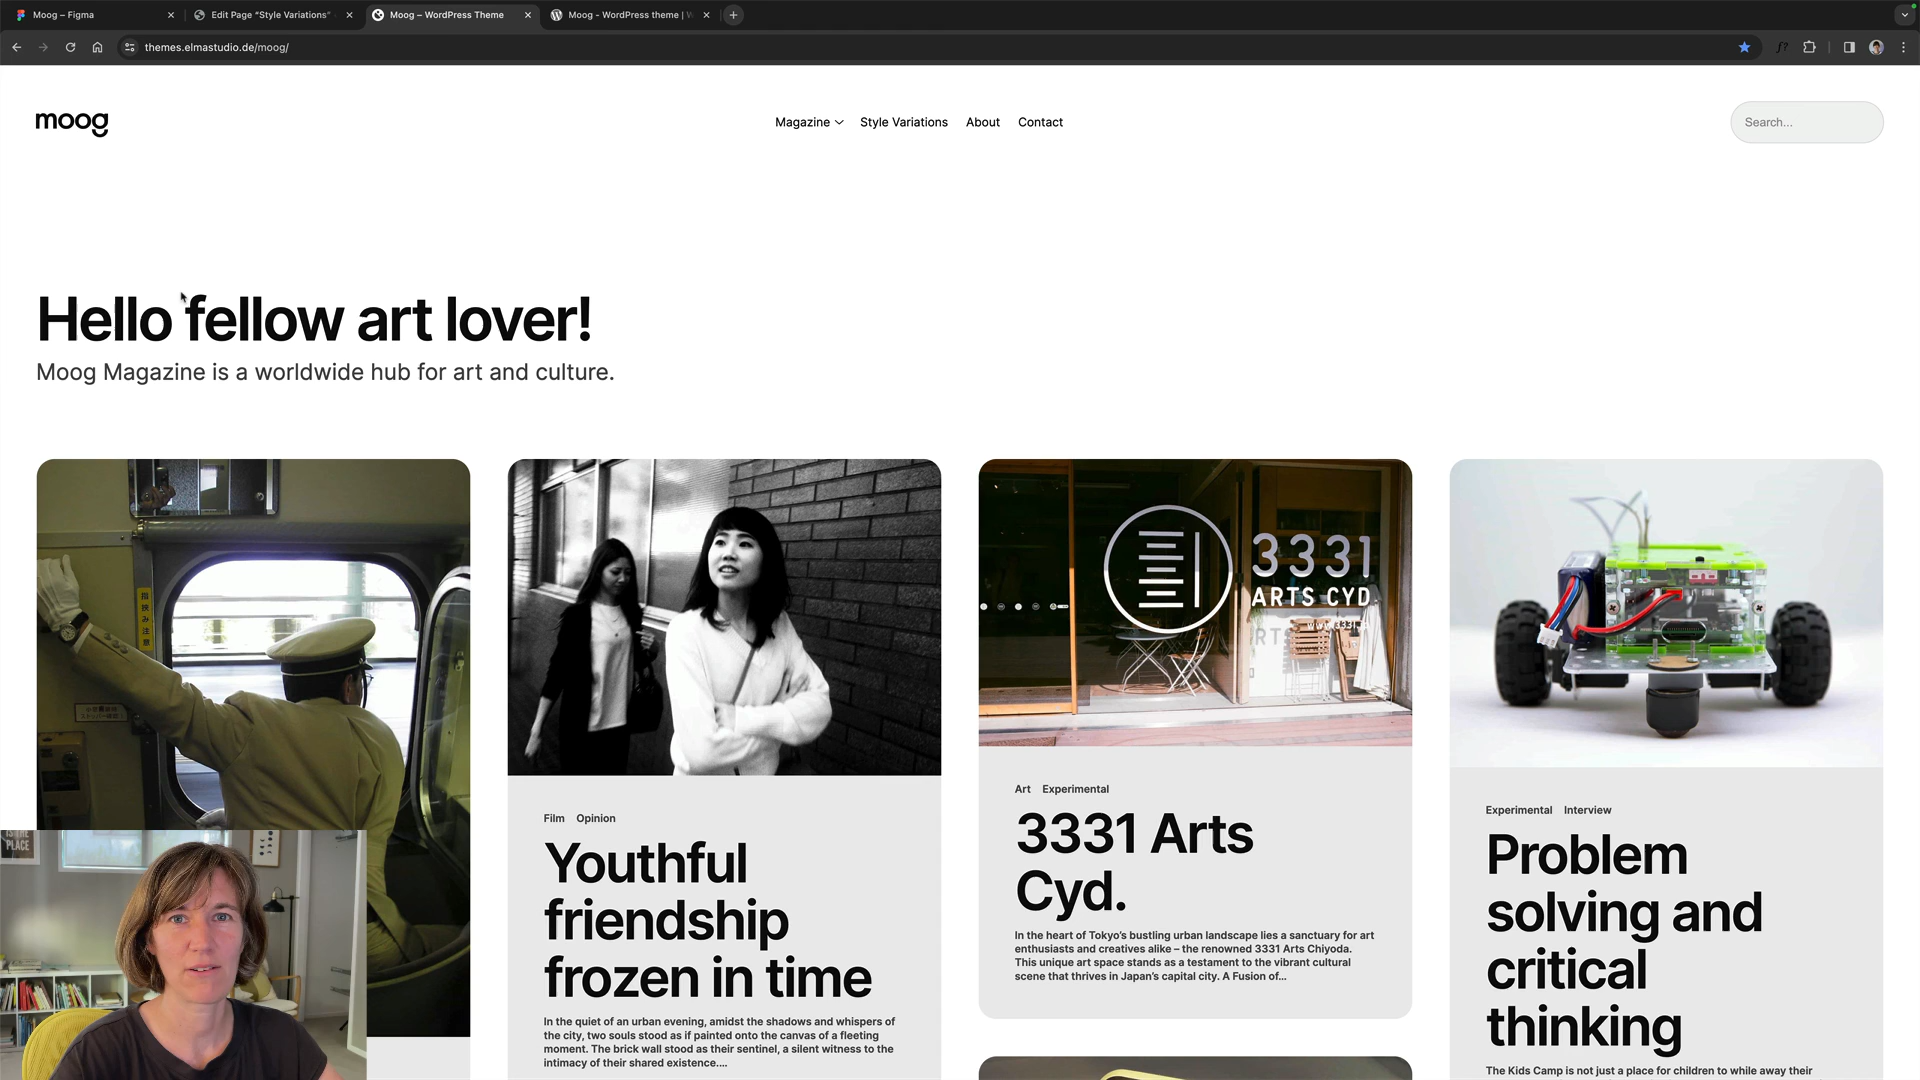 Moog – Figma
Edit Page “Style Variations”
Moog – WordPress Theme
Moog - WordPress theme |
themes.elmastudio.de/moog/
moog
Magazine
Style Variations
About
Contact
Search...
Hello fellow art lover!
Moog Magazine is a worldwide hub for art and culture.
指挟み注意
3331
ARTS CYD
IS THE
PLACE
Film Opinion
Youthful
friendship
frozen in time
In the quiet of an urban evening, amidst the shadows and whispers of
the city, two souls stood as if painted onto the canvas of a fleeting
moment. The brick wall stood as their sentinel, a silent witness to the
intimacy of their shared existence.…
Art Experimental
3331 Arts
Cyd.
In the heart of Tokyo’s bustling urban landscape lies a sanctuary for art
enthusiasts and creatives alike – the renowned 3331 Arts Chiyoda.
This unique art space stands as a testament to the vibrant cultural
scene that thrives in Japan’s capital city. A Fusion of…
Experimental Interview
Problem
solving and
critical
thinking
The Kids Camp is not just a place for children to while away their